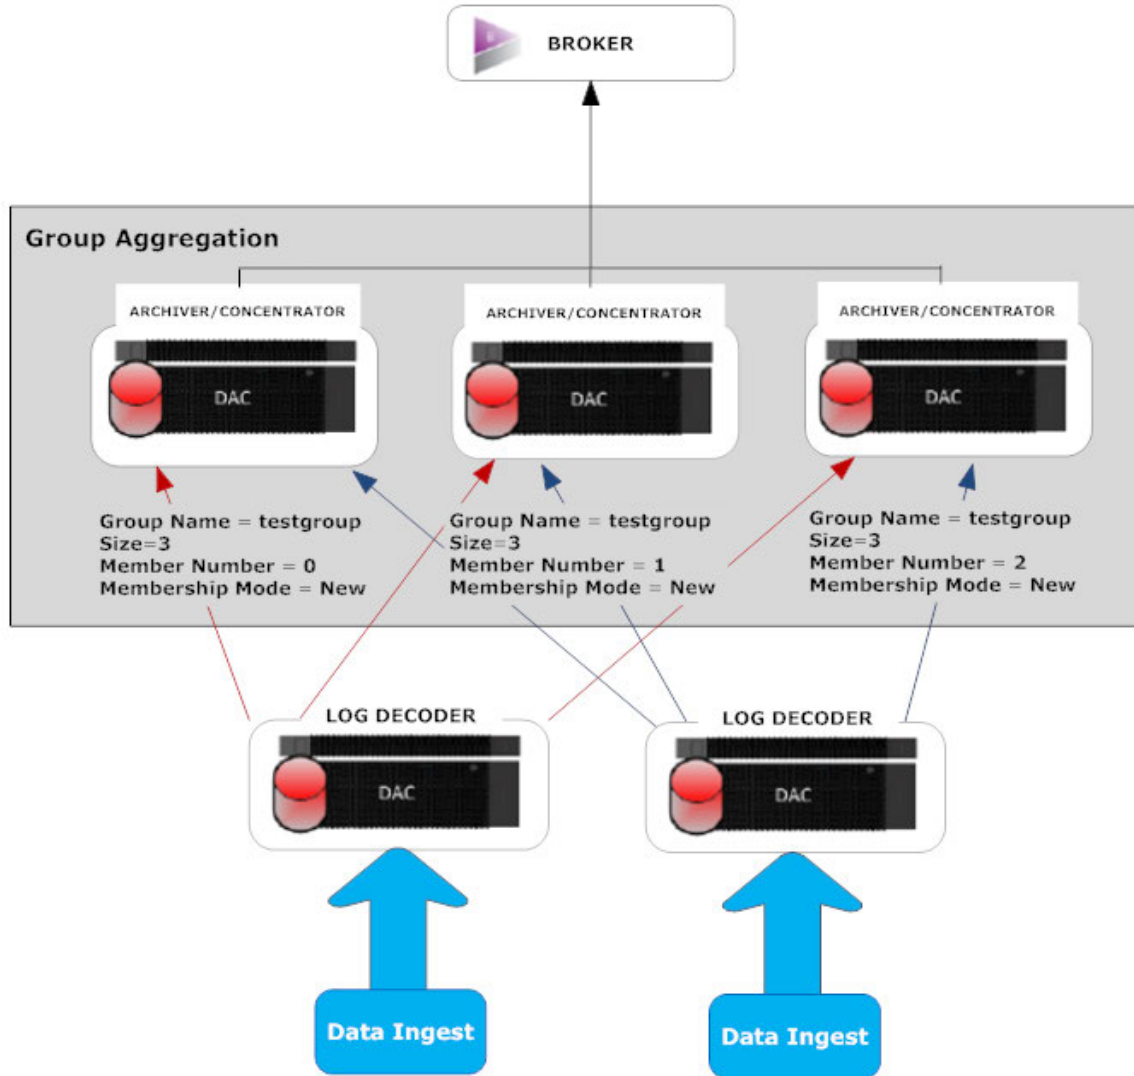 BROKER
Group Aggregation
ARCHIVER/CONCENTRATOR
DAC
Group Name = testgroup
Size=3
Member Number = 0
Membership Mode = New
ARCHIVER/CONCENTRATOR
DAC
Group Name = testgroup
Size=3
Member Number = 1
Membership Mode = New
ARCHIVER/CONCENTRATOR
DAC
Group Name = testgroup
Size=3
Member Number = 2
Membership Mode = New
LOG DECODER
DAC
LOG DECODER
DAC
Data Ingest
Data Ingest